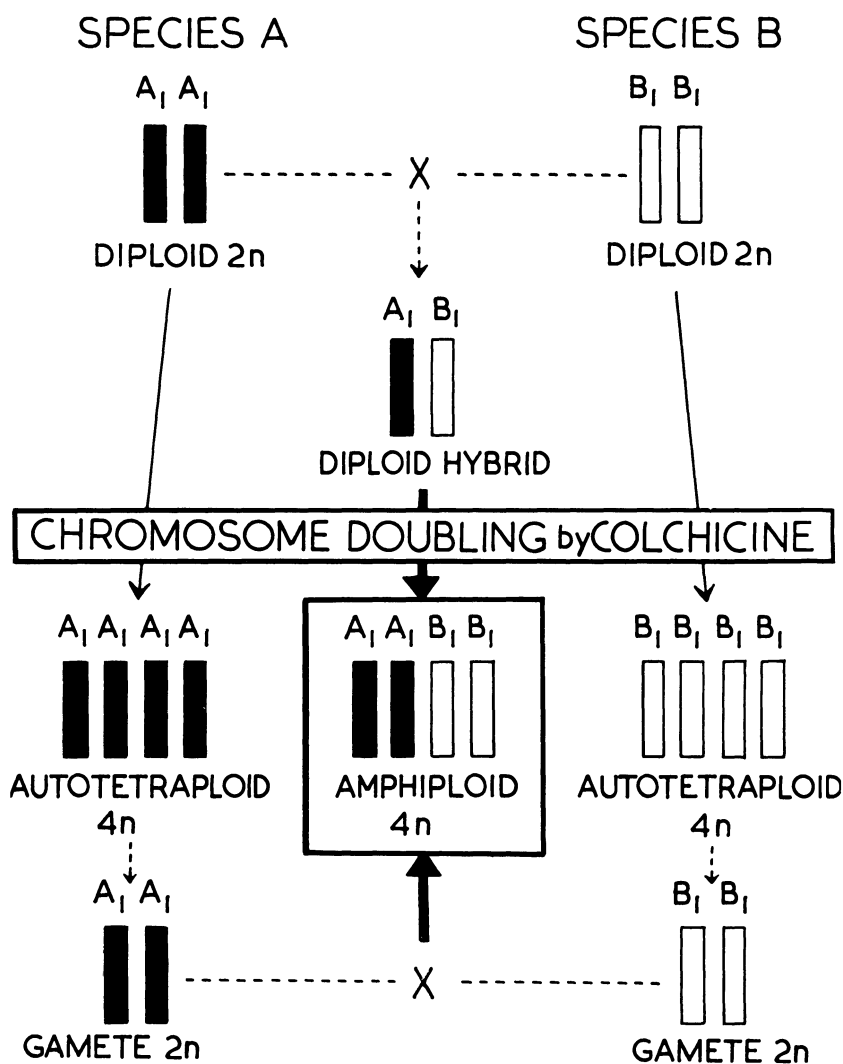 SPECIES A SPECIES B
A1 A1 B1 B1
X
DIPLOID 2n DIPLOID 2n
A1 B1
DIPLOID HYBRID
CHROMOSOME DOUBLING by COLCHICINE
A1 A1 A1 A1 A1 A1 B1 B1 B1 B1 B1 B1
AUTOTETRAPLOID AMPHIPLOID AUTOTETRAPLOID
4n 4n 4n
A1 A1 B1 B1
X
GAMETE 2n GAMETE 2n